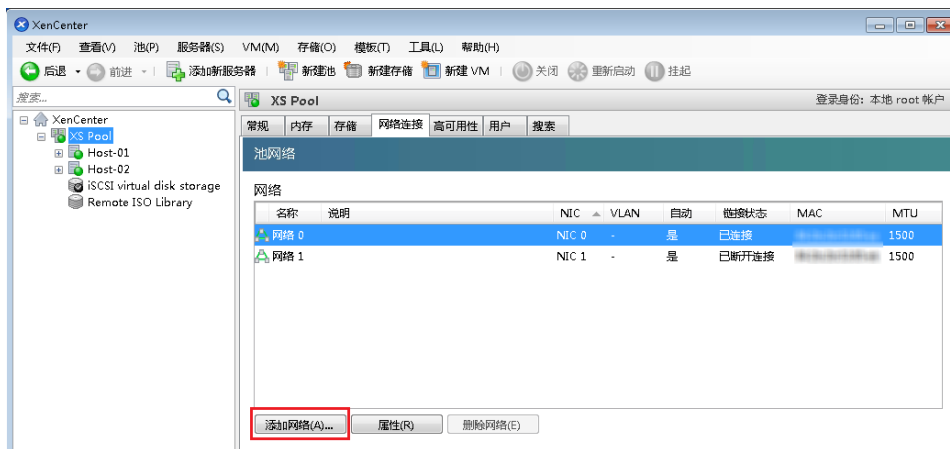 XenCenter
文件(F) 查看(V) 池(P) 服务器(S) VM(M) 存储(O) 模板(T) 工具(L) 帮助(H)
后退 前进 添加新服务器 新建池 新建存储 新建 VM 关闭 重新启动 挂起
搜索... XS Pool 登录身份: 本地 root 帐户
XenCenter 常规 内存 存储 网络连接 高可用性 用户 搜索
XS Pool
Host-01 池网络
Host-02
iSCSI virtual disk storage 网络
Remote ISO Library
名称 说明 NIC VLAN 自动 链接状态 MAC MTU
网络 0 NIC 0 - 是 已连接 1500
网络 1 NIC 1 - 是 已断开连接 1500
添加网络(A)... 属性(R) 删除网络(E)